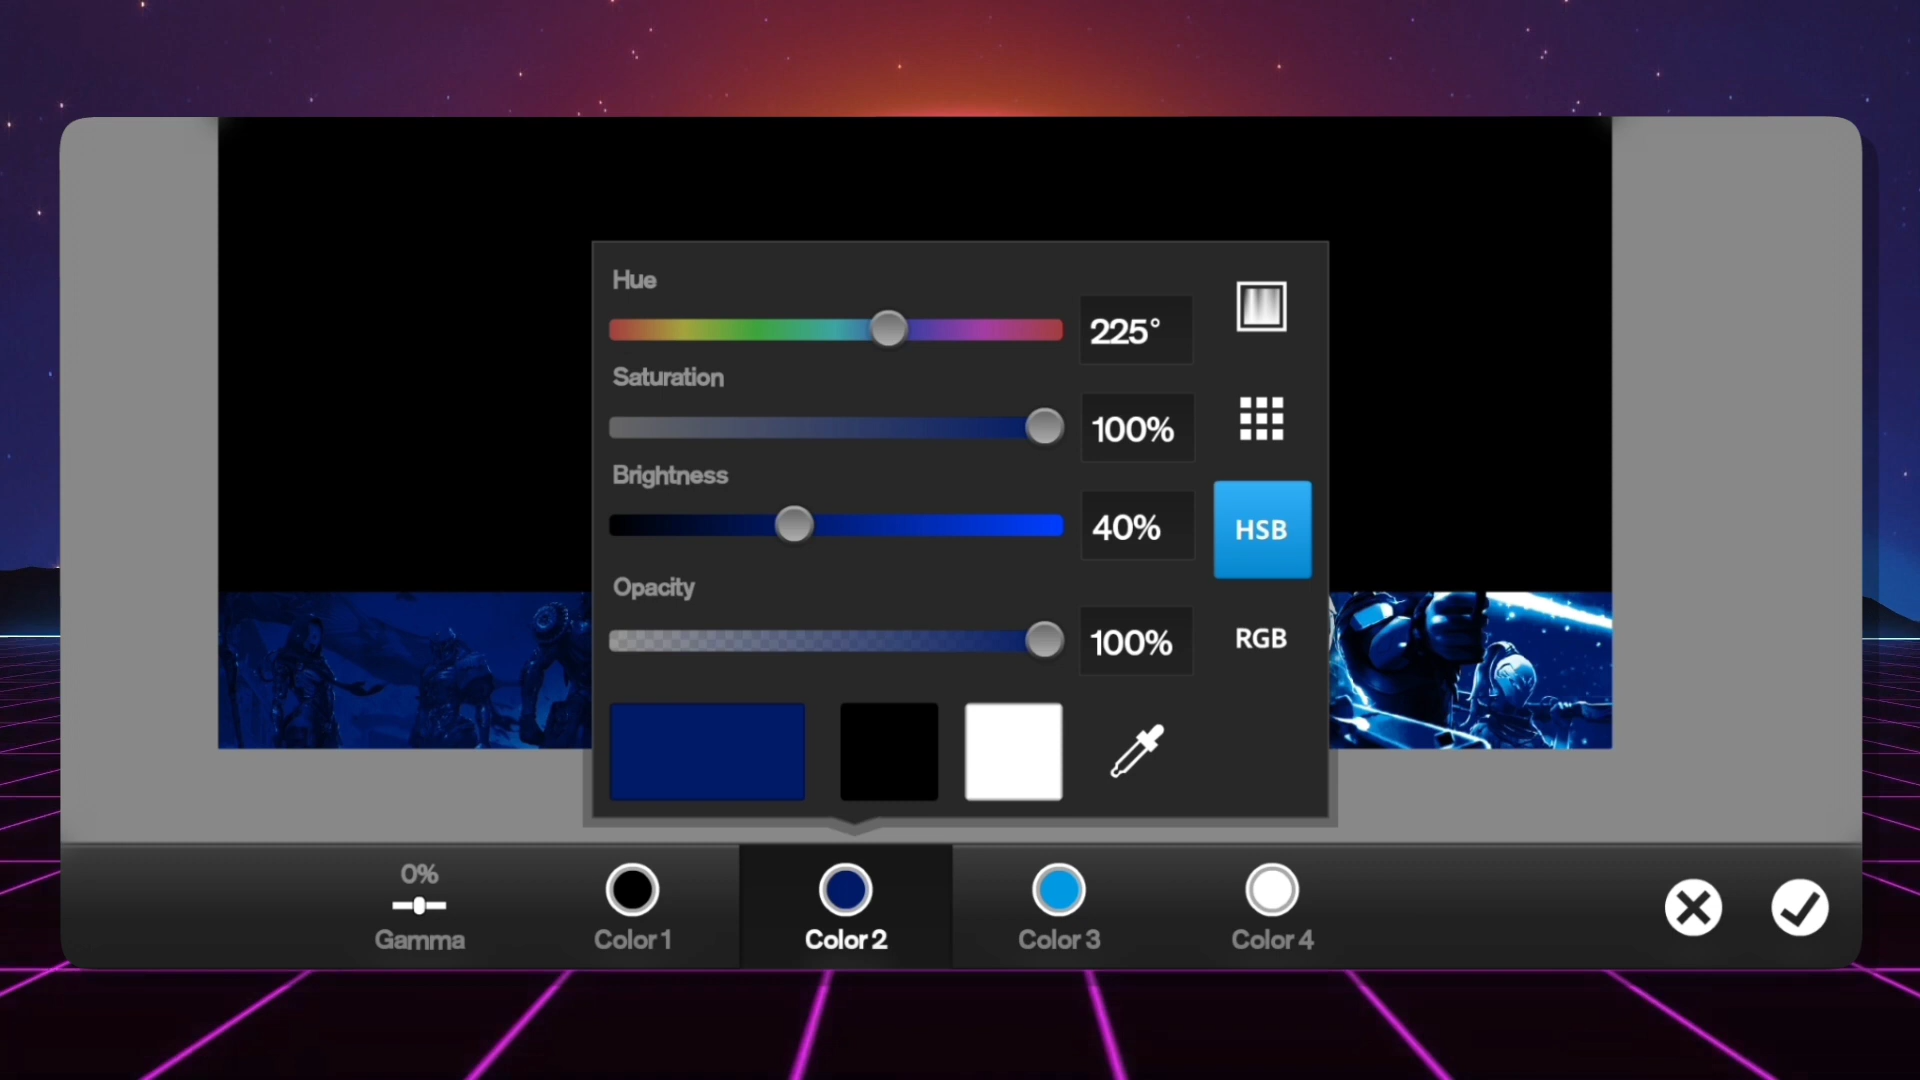 Hue
225°
Saturation
100%
Brightness
40%
HSB
Opacity
100%
RGB
0%
Gamma
Color 1
Color 2
Color 3
Color 4